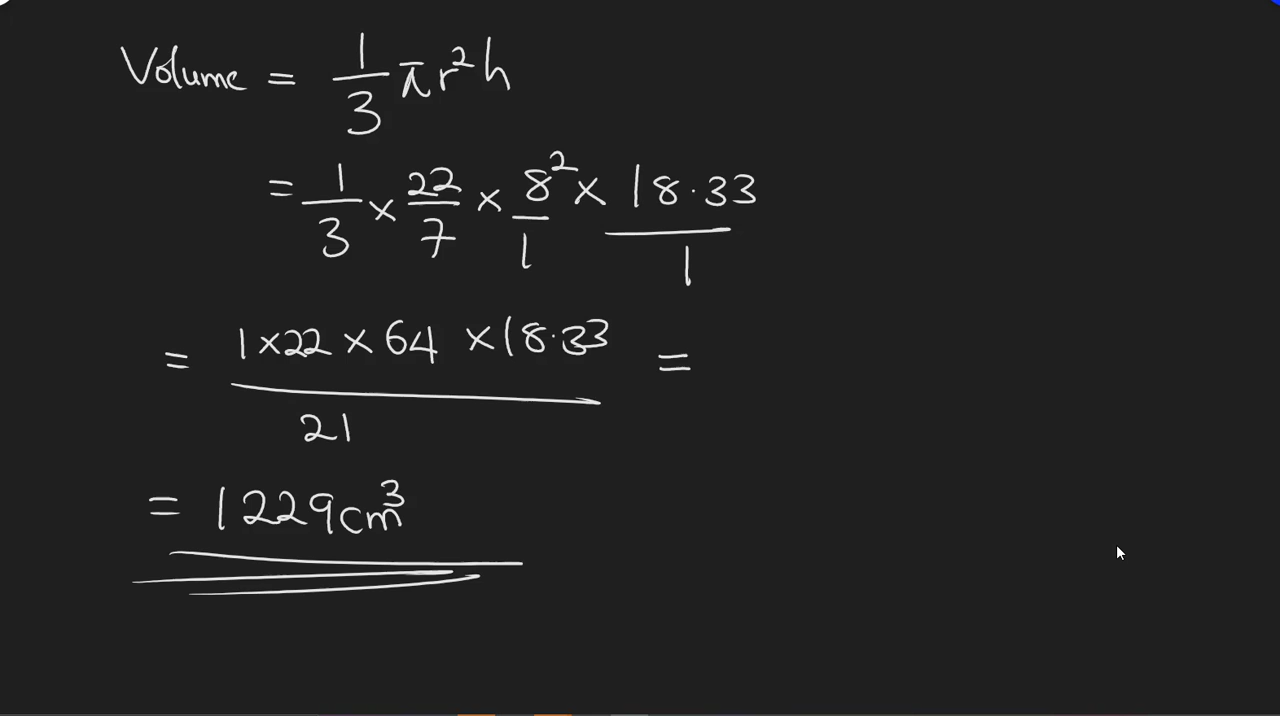 Volume = 1/3 πr²h
= 1/3 × 22/7 × 8²/1 × 18.33/1
= 1×22×64×18.33/21 =
= 1229cm³